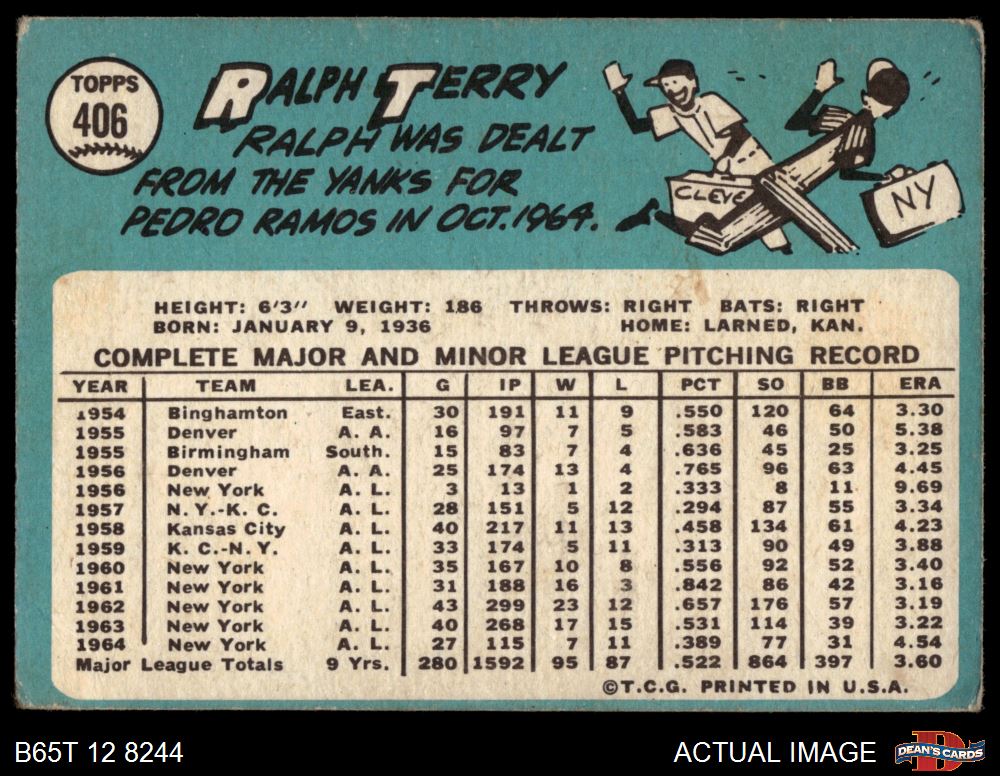 TOPPS
406
RALPH TERRY
RALPH WAS DEALT
FROM THE YANKS FOR
PEDRO RAMOS IN OCT. 1964.
CLEVE
NY
HEIGHT: 6'3" WEIGHT: 186 THROWS: RIGHT BATS: RIGHT
BORN: JANUARY 9, 1936 HOME: LARNED, KAN.
COMPLETE MAJOR AND MINOR LEAGUE PITCHING RECORD
YEAR TEAM LEA. G IP W L PCT SO BB ERA
1954 Binghamton East. 30 191 11 9 .550 120 64 3.30
1955 Denver A. A. 16 97 7 5 .583 46 50 5.38
1955 Birmingham South. 15 83 7 4 .636 45 25 3.25
1956 Denver A. A. 25 174 13 4 .765 96 63 4.45
1956 New York A. L. 3 13 1 2 .333 8 11 9.69
1957 N. Y.-K. C. A. L. 28 151 5 12 .294 87 55 3.34
1958 Kansas City A. L. 40 217 11 13 .458 134 61 4.23
1959 K. C.-N. Y. A. L. 33 174 5 11 .313 90 49 3.88
1960 New York A. L. 35 167 10 8 .556 92 52 3.40
1961 New York A. L. 31 188 16 3 .842 86 42 3.16
1962 New York A. L. 43 299 23 12 .657 176 57 3.19
1963 New York A. L. 40 268 17 15 .531 114 39 3.22
1964 New York A. L. 27 115 7 11 .389 77 31 4.54
Major League Totals 9 Yrs. 280 1592 95 87 .522 864 397 3.60
©T.C.G. PRINTED IN U.S.A.
B65T 12 8244 ACTUAL IMAGE DEAN'S CARDS